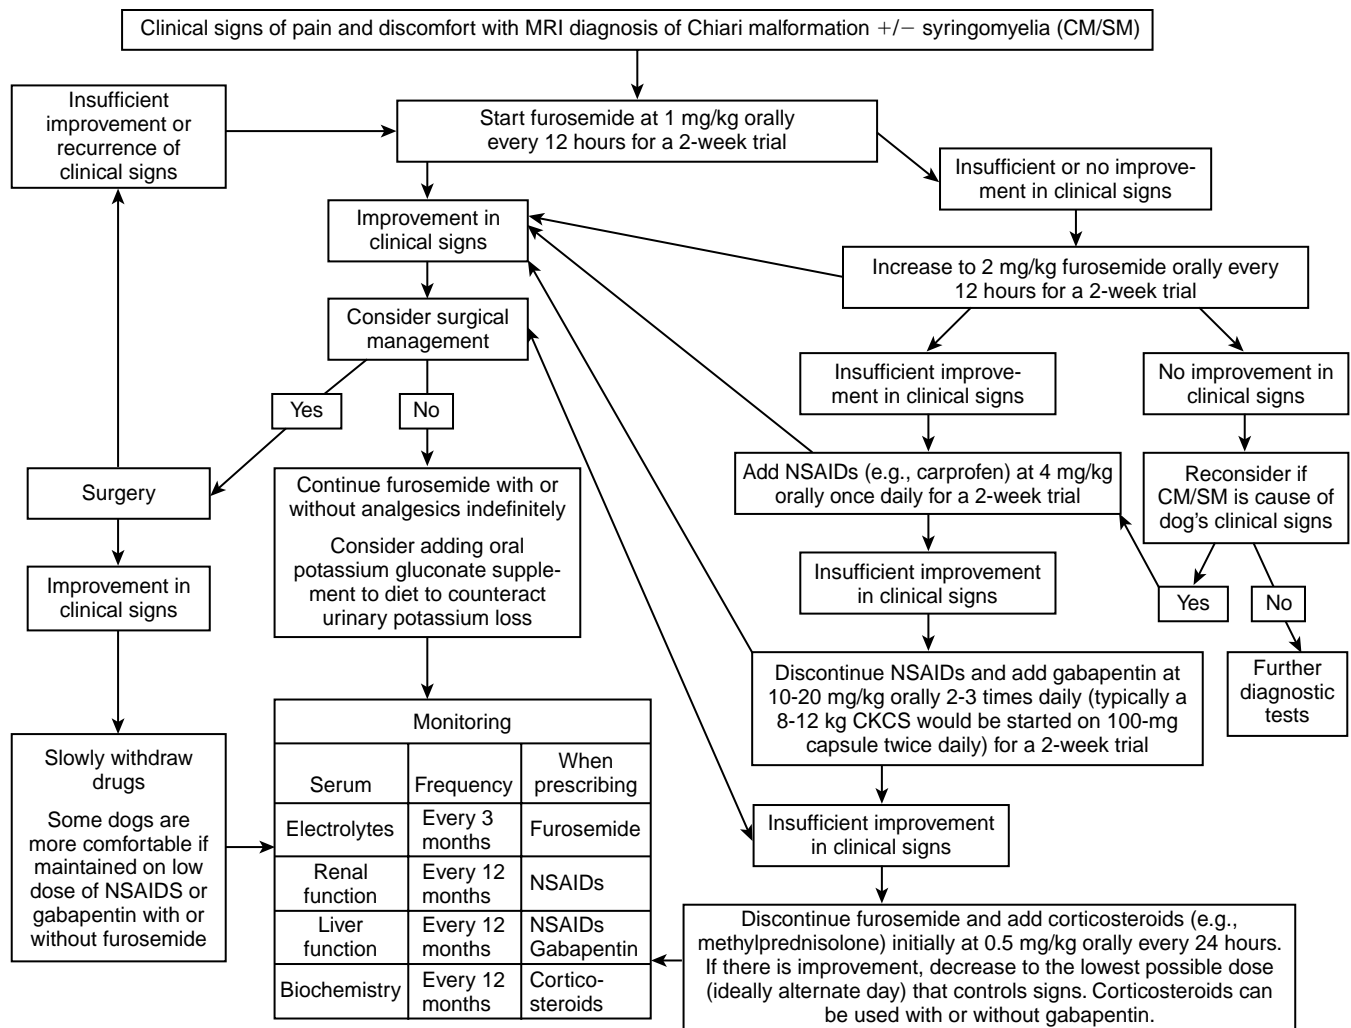 Clinical signs of pain and discomfort with MRI diagnosis of Chiari malformation +/− syringomyelia (CM/SM)
Insufficient
improvement or
recurrence of
clinical signs
Start furosemide at 1 mg/kg orally
every 12 hours for a 2-week trial
Insufficient or no improve-
ment in clinical signs
Improvement in
clinical signs
Increase to 2 mg/kg furosemide orally every
12 hours for a 2-week trial
Consider surgical
management
Insufficient improve-
ment in clinical signs
No improvement in
clinical signs
Yes
No
Surgery
Continue furosemide with or
without analgesics indefinitely
Consider adding oral
potassium gluconate supple-
ment to diet to counteract
urinary potassium loss
Add NSAIDs (e.g., carprofen) at 4 mg/kg
orally once daily for a 2-week trial
Reconsider if
CM/SM is cause of
dog's clinical signs
Improvement in
clinical signs
Insufficient improvement
in clinical signs
Yes
No
Discontinue NSAIDs and add gabapentin at
10-20 mg/kg orally 2-3 times daily (typically a
8-12 kg CKCS would be started on 100-mg
capsule twice daily) for a 2-week trial
Further
diagnostic
tests
Slowly withdraw
drugs
Some dogs are
more comfortable if
maintained on low
dose of NSAIDS or
gabapentin with or
without furosemide
Monitoring
Serum
Frequency
When
prescribing
Electrolytes
Every 3
months
Furosemide
Renal
function
Every 12
months
NSAIDs
Liver
function
Every 12
months
NSAIDs
Gabapentin
Biochemistry
Every 12
months
Cortico-
steroids
Insufficient improvement
in clinical signs
Discontinue furosemide and add corticosteroids (e.g.,
methylprednisolone) initially at 0.5 mg/kg orally every 24 hours.
If there is improvement, decrease to the lowest possible dose
(ideally alternate day) that controls signs. Corticosteroids can
be used with or without gabapentin.